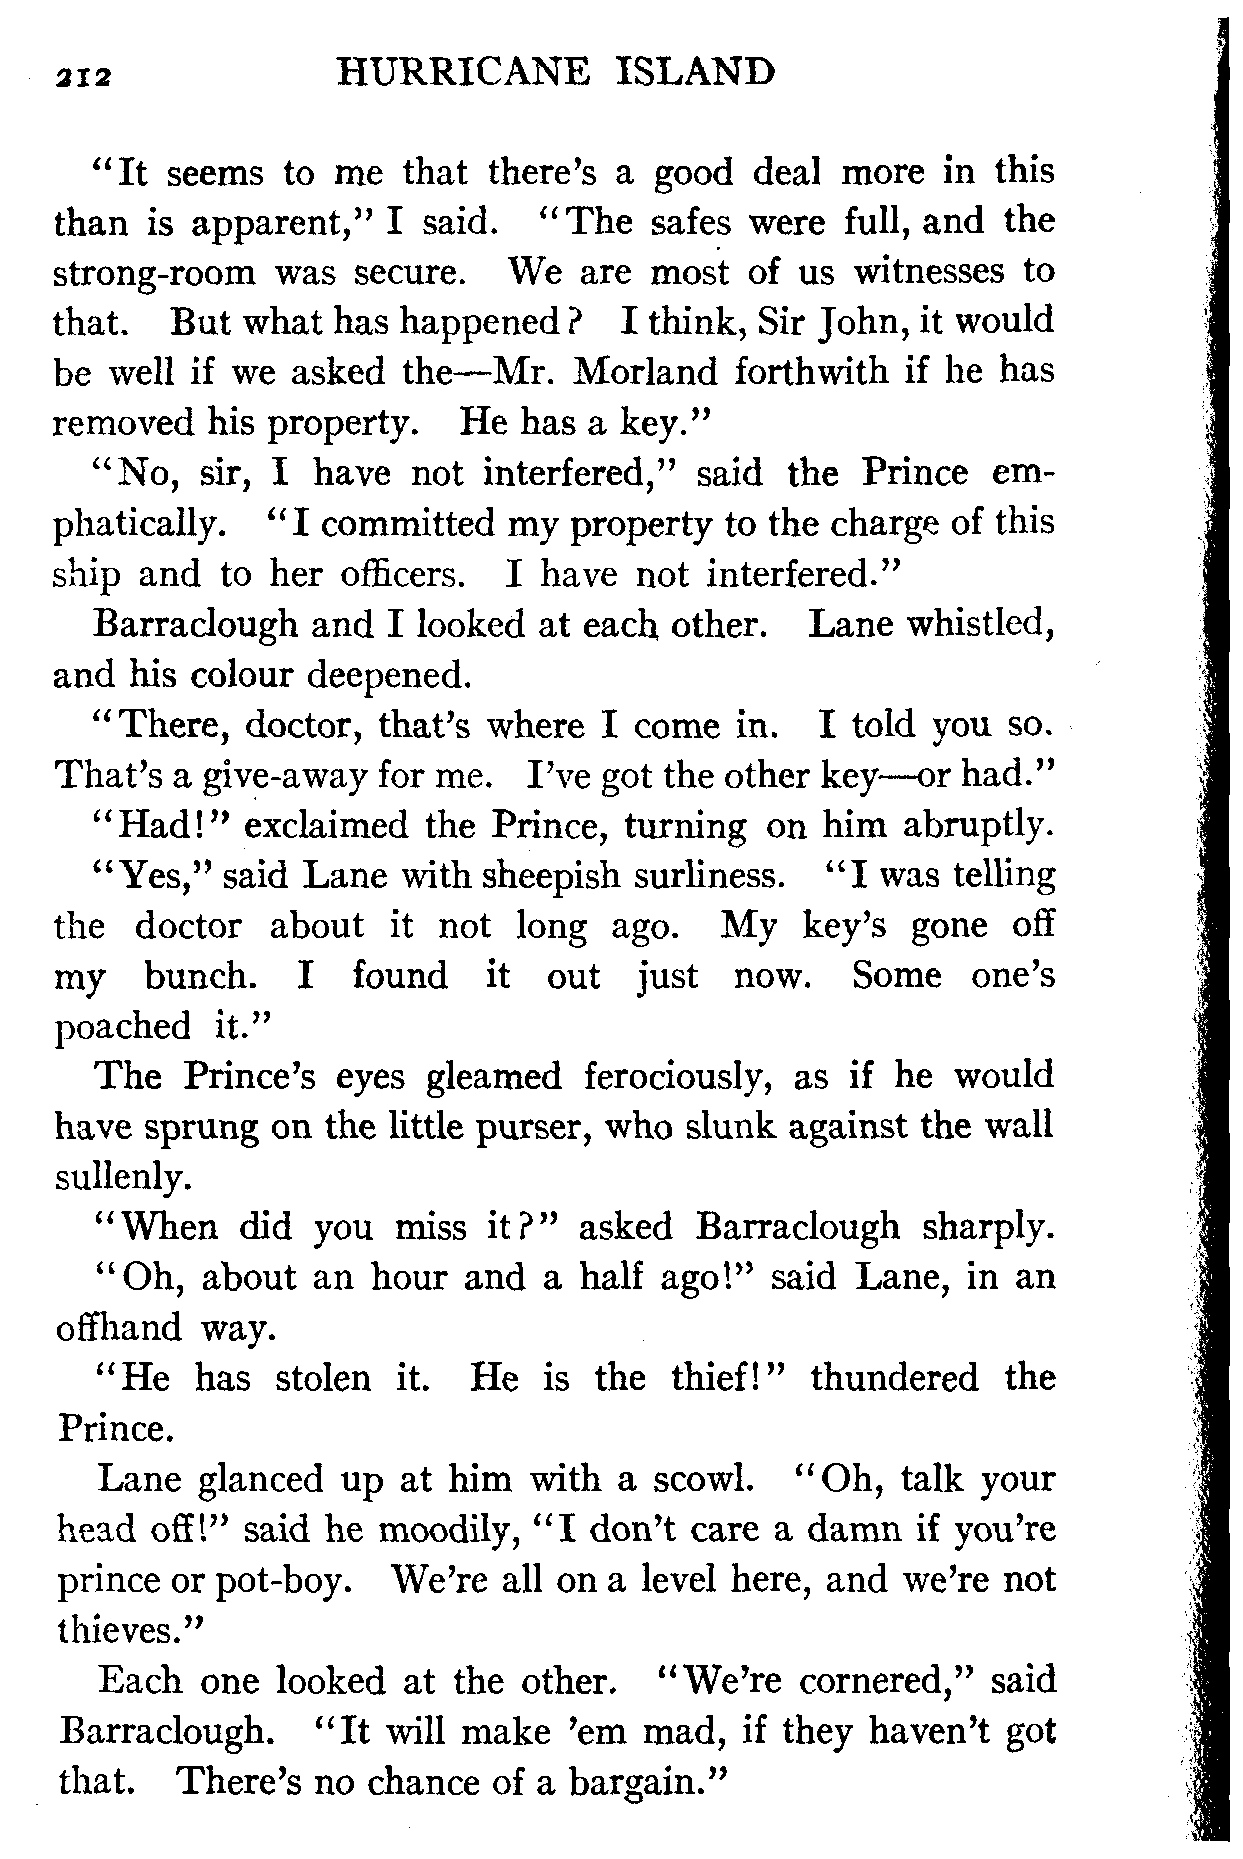 212 HURRICANE ISLAND
"It seems to me that there's a good deal more in this
than is apparent," I said. "The safes were full, and the
strong-room was secure. We are most of us witnesses to
that. But what has happened? I think, Sir John, it would
be well if we asked the—Mr. Morland forthwith if he has
removed his property. He has a key."
"No, sir, I have not interfered," said the Prince em-
phatically. "I committed my property to the charge of this
ship and to her officers. I have not interfered."
Barraclough and I looked at each other. Lane whistled,
and his colour deepened.
"There, doctor, that's where I come in. I told you so.
That's a give-away for me. I've got the other key—or had."
"Had!" exclaimed the Prince, turning on him abruptly.
"Yes," said Lane with sheepish surliness. "I was telling
the doctor about it not long ago. My key's gone off
my bunch. I found it out just now. Some one's
poached it."
The Prince's eyes gleamed ferociously, as if he would
have sprung on the little purser, who slunk against the wall
sullenly.
"When did you miss it?" asked Barraclough sharply.
"Oh, about an hour and a half ago!" said Lane, in an
offhand way.
"He has stolen it. He is the thief!" thundered the
Prince.
Lane glanced up at him with a scowl. "Oh, talk your
head off!" said he moodily, "I don't care a damn if you're
prince or pot-boy. We're all on a level here, and we're not
thieves."
Each one looked at the other. "We're cornered," said
Barraclough. "It will make 'em mad, if they haven't got
that. There's no chance of a bargain."